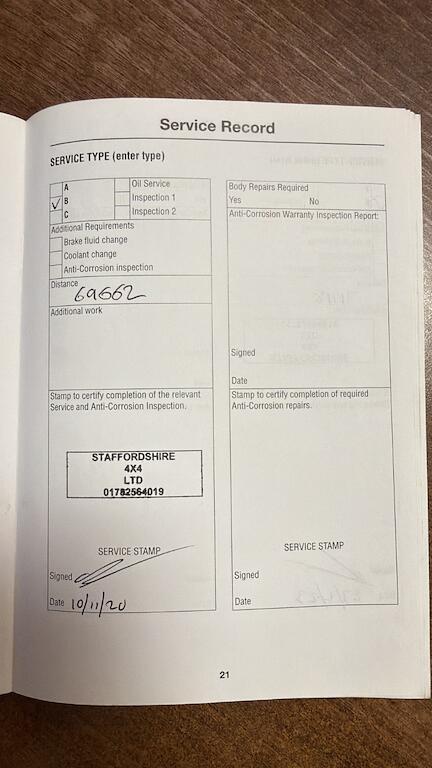 Service Record
SERVICE TYPE (enter type)
A
✓ B
C
Oil Service
Inspection 1
Inspection 2
Additional Requirements
Brake fluid change
Coolant change
Anti-Corrosion inspection
Distance
69662
Additional work
Stamp to certify completion of the relevant
Service and Anti-Corrosion Inspection.
STAFFORDSHIRE
4X4
LTD
01782564019
SERVICE STAMP
Signed
Date 10/11/20
Body Repairs Required
Yes No
Anti-Corrosion Warranty Inspection Report:
Signed
Date
Stamp to certify completion of required
Anti-Corrosion repairs.
SERVICE STAMP
Signed
Date
21